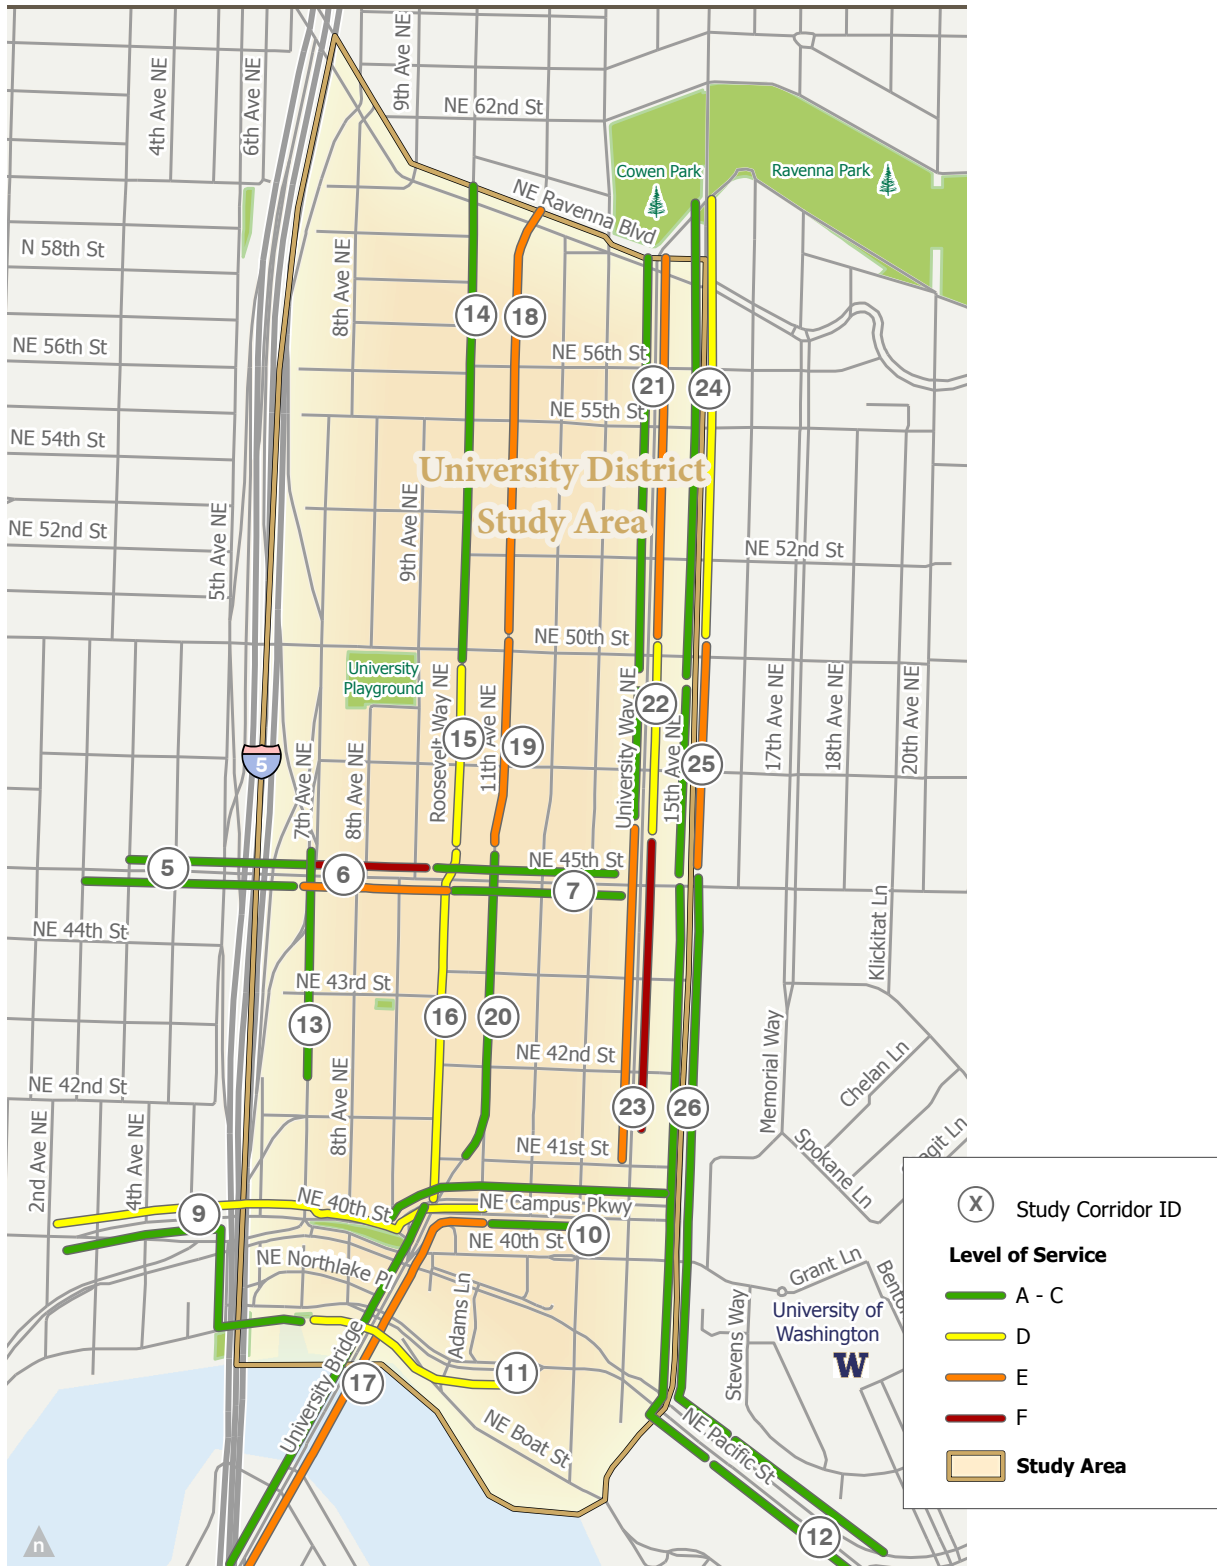 9th Ave NE
4th Ave NE
6th Ave NE
NE 62nd St
Cowen Park
Ravenna Park
NE Ravenna Blvd
N 58th St
8th Ave NE
14
18
NE 56th St
NE 56th St
21
24
NE 55th St
NE 54th St
University District
Study Area
9th Ave NE
NE 52nd St
5th Ave NE
NE 52nd St
NE 50th St
University
Playground
Roosevelt Way NE
11th Ave NE
University Way NE
15th Ave NE
17th Ave NE
18th Ave NE
20th Ave NE
22
15
19
25
5
7th Ave NE
8th Ave NE
NE 45th St
5
6
7
NE 44th St
Klickitat Ln
NE 43rd St
13
16
20
Memorial Way
NE 42nd St
Chelan Ln
NE 42nd St
8th Ave NE
23
26
2nd Ave NE
4th Ave NE
NE 41st St
Spokane Ln
agit Ln
NE 40th St
NE Campus Pkwy
9
10
NE 40th St
NE Northlake Pl
Grant Ln
Adams Ln
Stevens Way
University of
Washington
W
University Bridge
11
17
NE Boat St
NE Pacific St
12
n
X
Study Corridor ID
Level of Service
A - C
D
E
F
Study Area